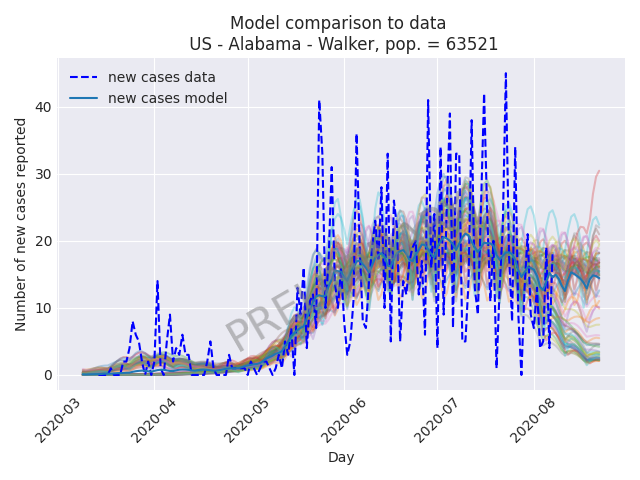 Model comparison to data
US - Alabama - Walker, pop. = 63521
new cases data
new cases model
Number of new cases reported
40
30
20
10
0
2020-03
2020-04
2020-05
2020-06
2020-07
2020-08
Day